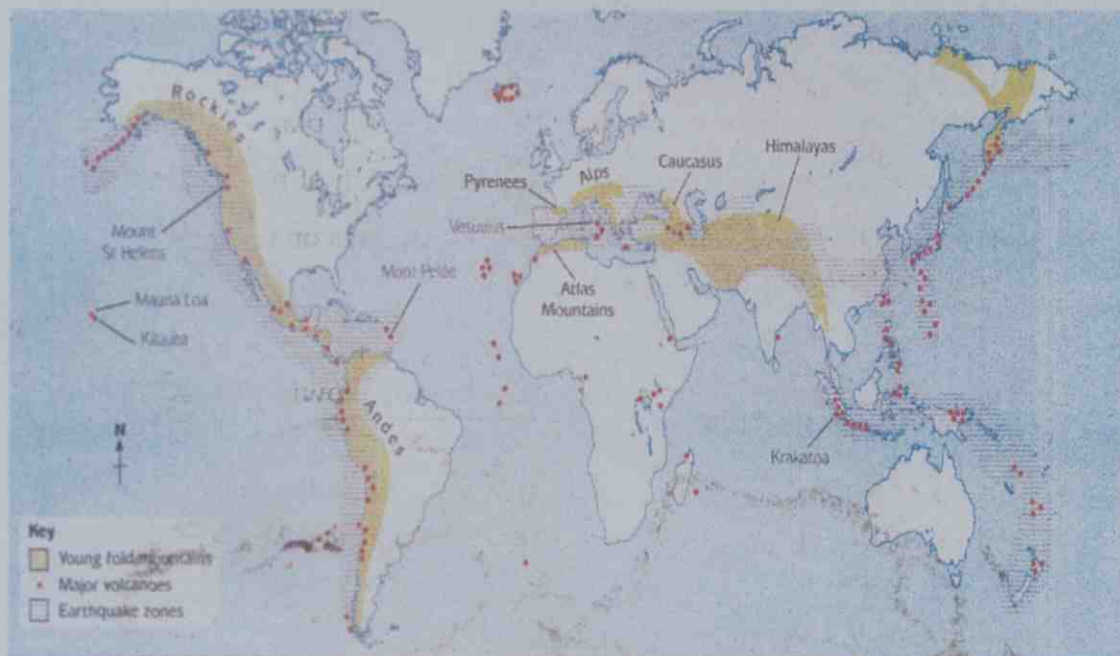 Rockies
Himalayas
Caucasus
Alps
Pyrenees
Vesuvius
Mount
St Helens
Mont Pelée
Atlas
Mountains
Mauna Loa
Kilauea
Andes
N
Krakatoa
Key
Young fold mountains
Major volcanoes
Earthquake zones